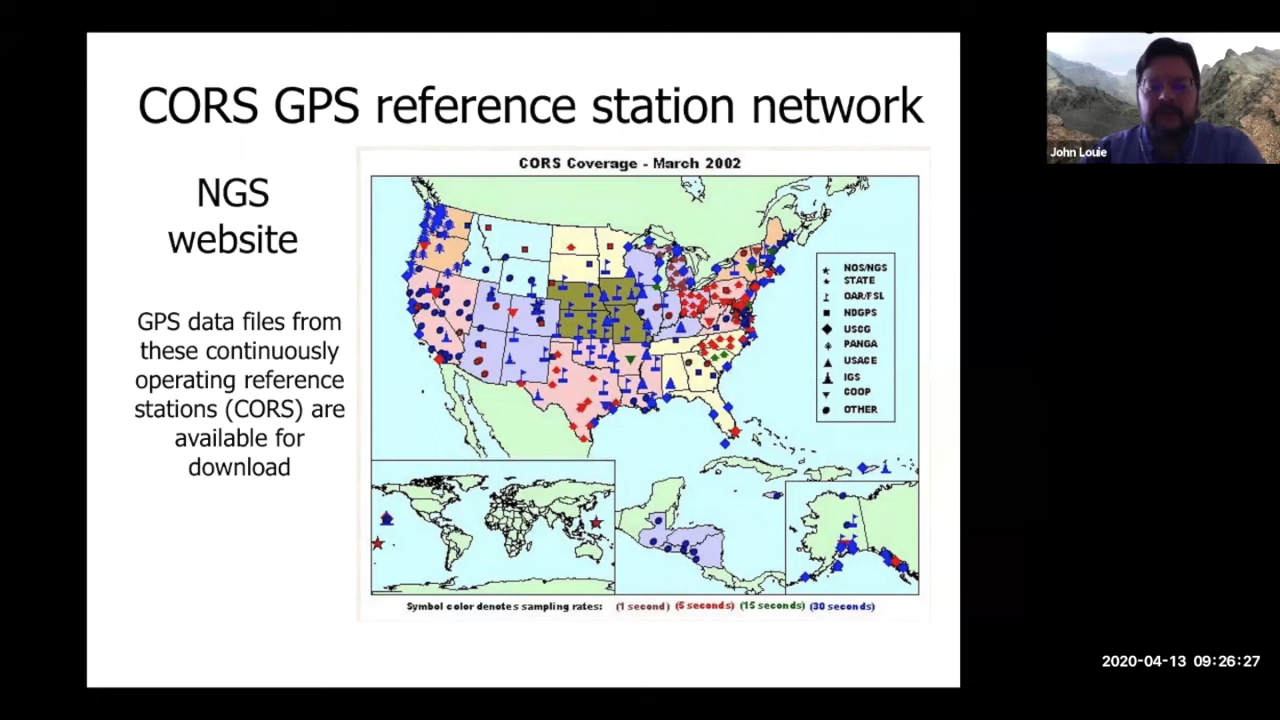 CORS GPS reference station network
NGS
website
GPS data files from
these continuously
operating reference
stations (CORS) are
available for
download
CORS Coverage - March 2002
NOS/NGS
STATE
OAR/FSL
NDGPS
USCG
PANGA
USACE
IGS
COOP
OTHER
Symbol color denotes sampling rates: (1 second) (5 seconds) (15 seconds) (30 seconds)
John Louie
2020-04-13 09:26:27